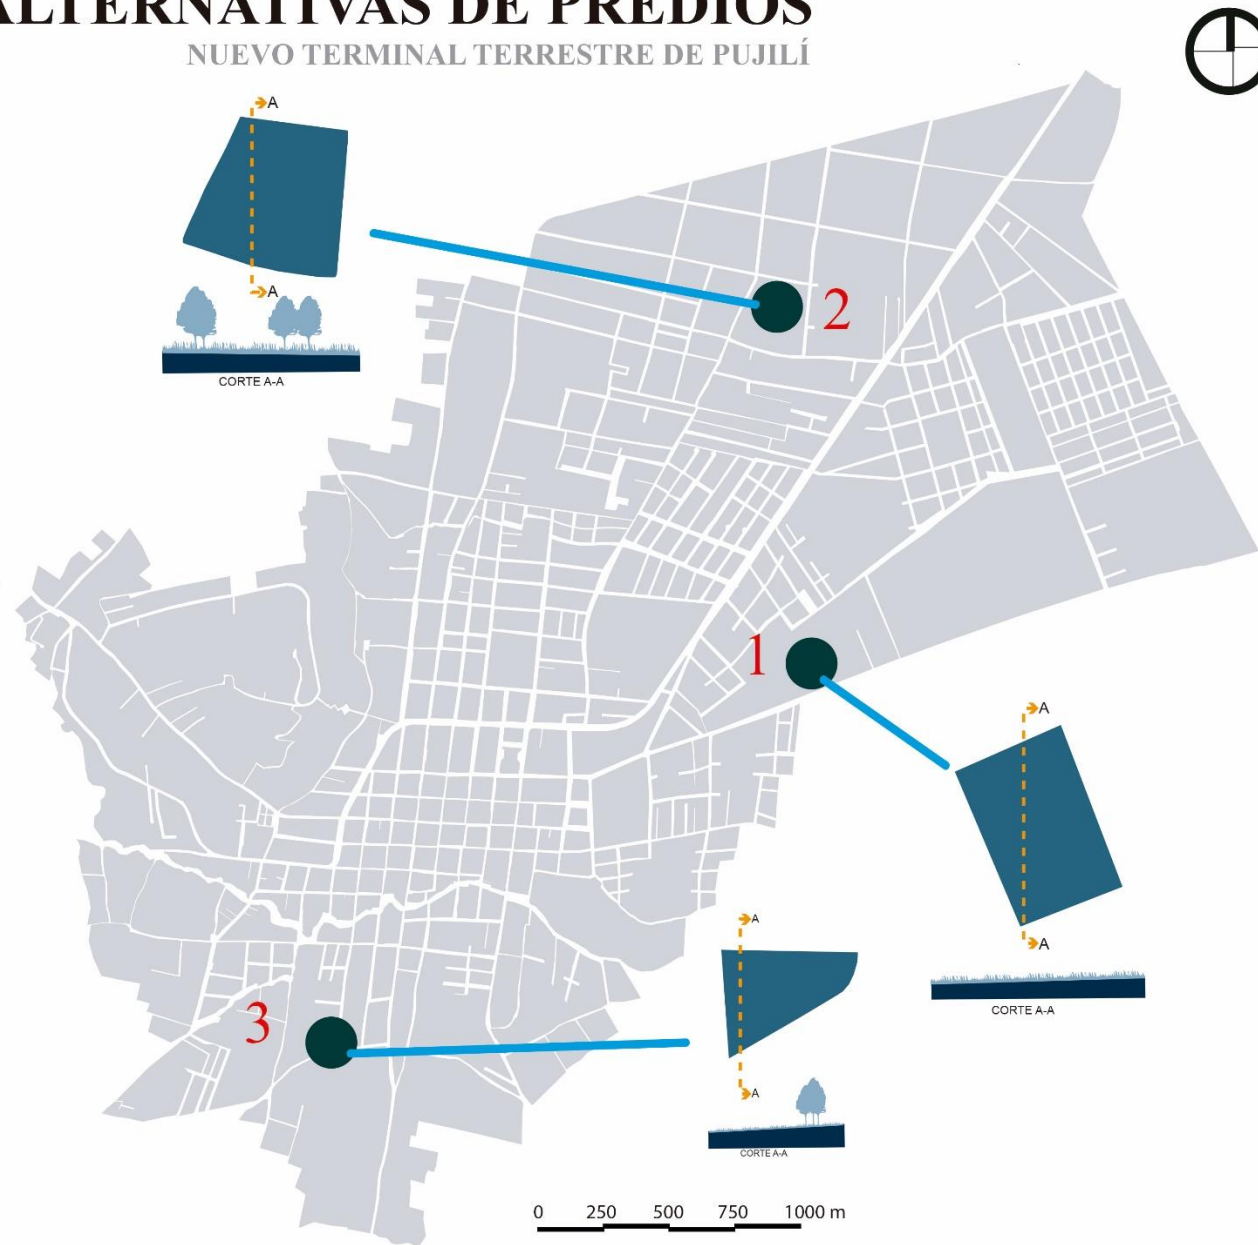 ALTERNATIVAS DE PREDIOS
NUEVO TERMINAL TERRESTRE DE PUJILÍ
A
A
CORTE A-A
2
1
A
A
CORTE A-A
3
A
A
CORTE A-A
0 250 500 750 1000 m